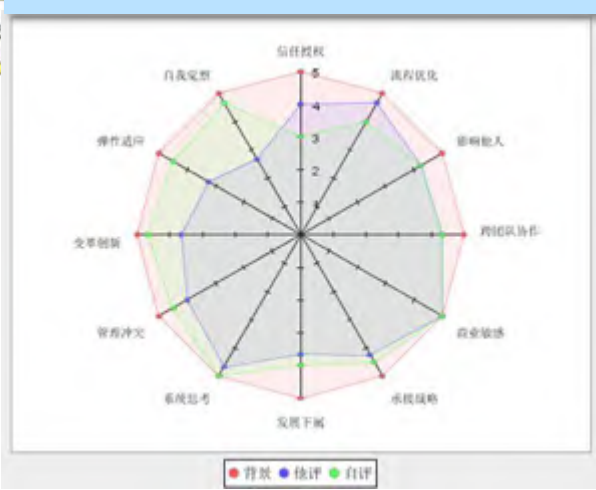 信任授权
自我觉察
流程优化
弹性适应
影响他人
5
4
3
2
1
变革创新
跨团队协作
管理冲突
商业敏感
系统思考
承接战略
发展下属
背景 他评 自评